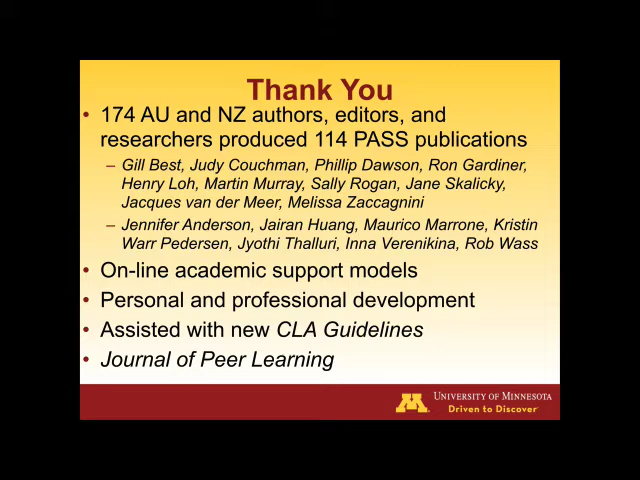 Thank You
• 174 AU and NZ authors, editors, and
researchers produced 114 PASS publications
– Gill Best, Judy Couchman, Phillip Dawson, Ron Gardiner,
Henry Loh, Martin Murray, Sally Rogan, Jane Skalicky,
Jacques van der Meer, Melissa Zaccagnini
– Jennifer Anderson, Jairan Huang, Maurico Marrone, Kristin
Warr Pedersen, Jyothi Thalluri, Inna Verenikina, Rob Wass
• On-line academic support models
• Personal and professional development
• Assisted with new CLA Guidelines
• Journal of Peer Learning
M
UNIVERSITY OF MINNESOTA
Driven to Discover